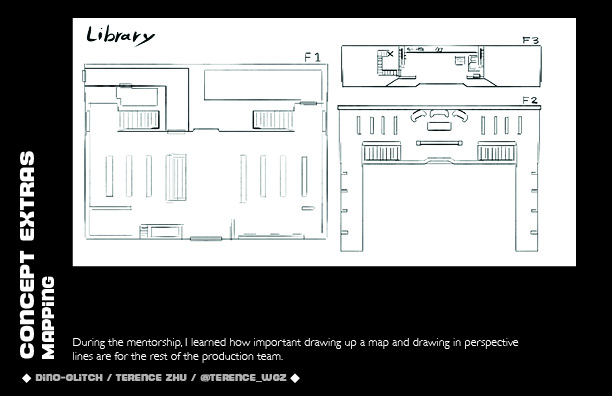 Library
F1
F3
F2
CONCEPT EXTRAS
MAPPING
During the mentorship, I learned how important drawing up a map and drawing in perspective
lines are for the rest of the production team.
DINO-GLITCH / TERENCE ZHU / @TERENCE_WGZ